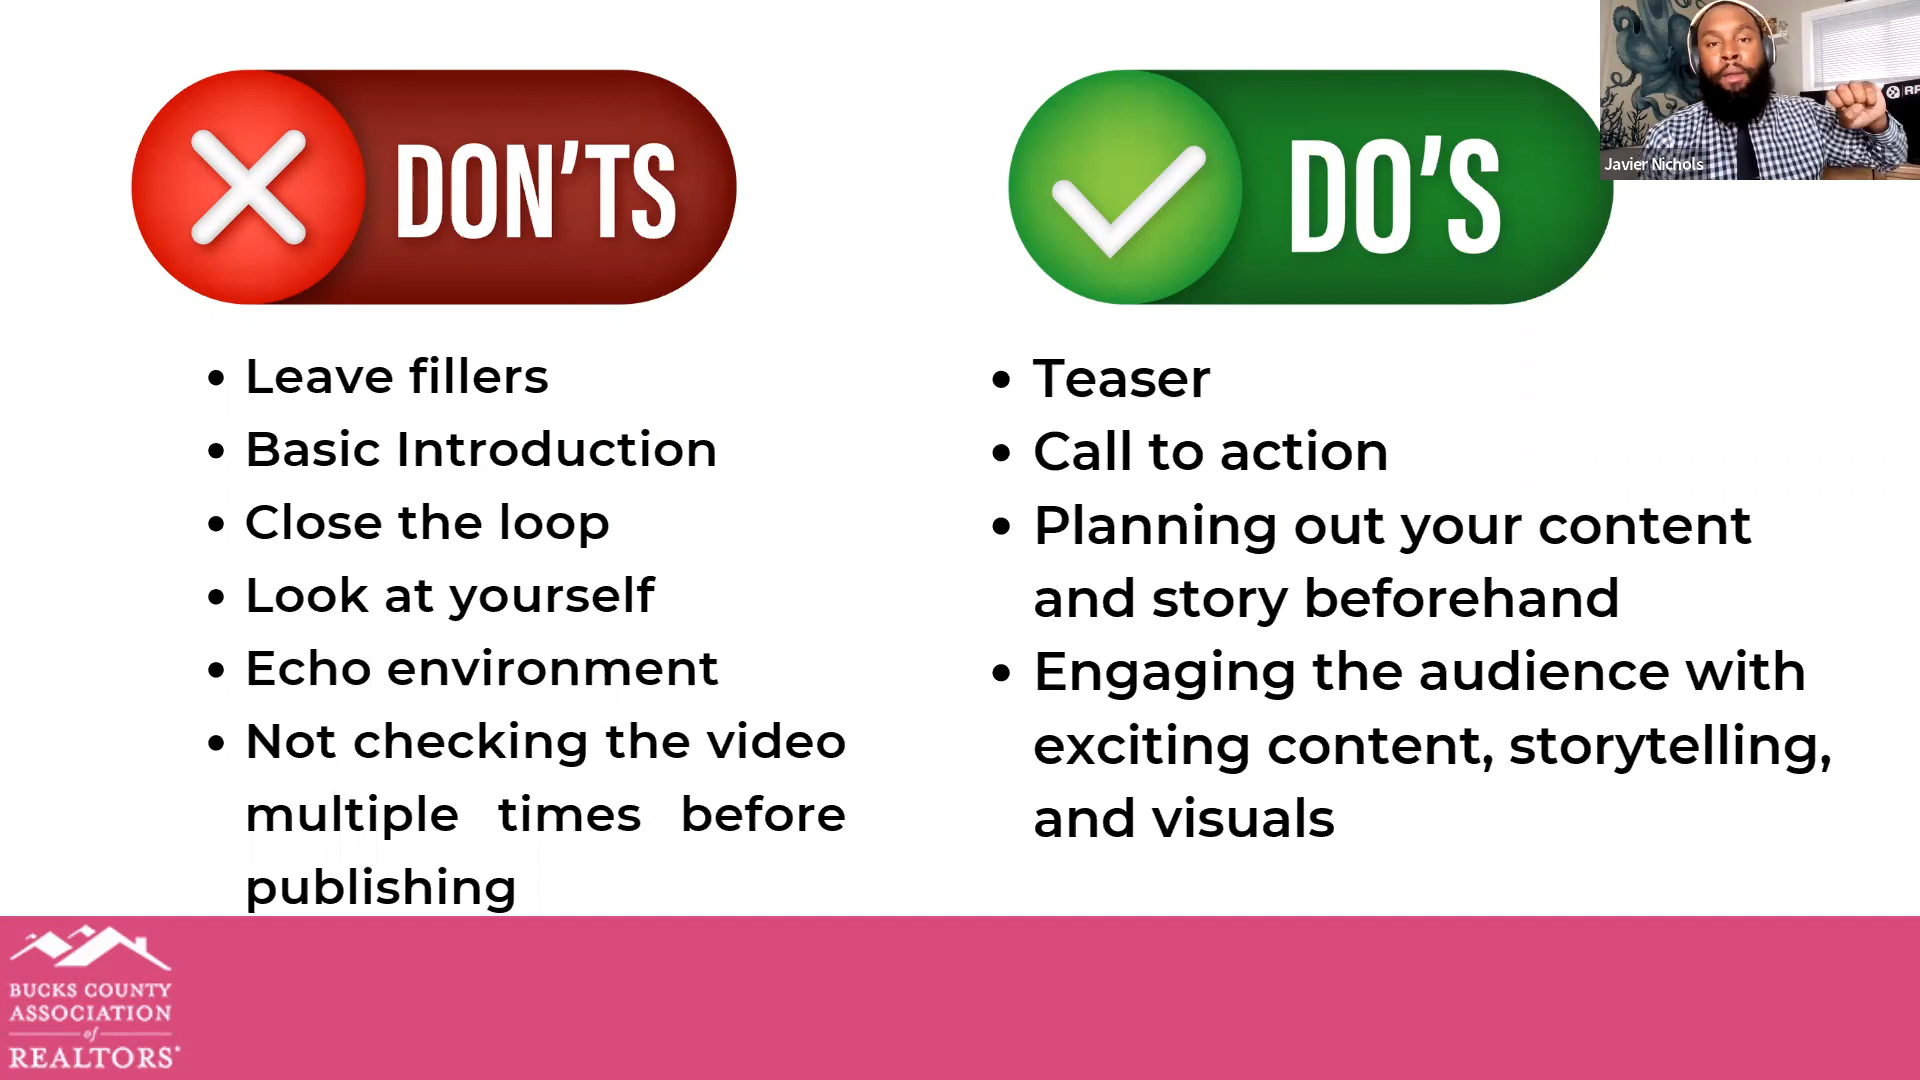 DON'TS
Leave fillers
Basic Introduction
Close the loop
Look at yourself
Echo environment
Not checking the video
multiple times before
publishing
DO'S
Teaser
Call to action
Planning out your content
and story beforehand
Engaging the audience with
exciting content, storytelling,
and visuals
Javier Nichols
BUCKS COUNTY
ASSOCIATION
of
REALTORS®